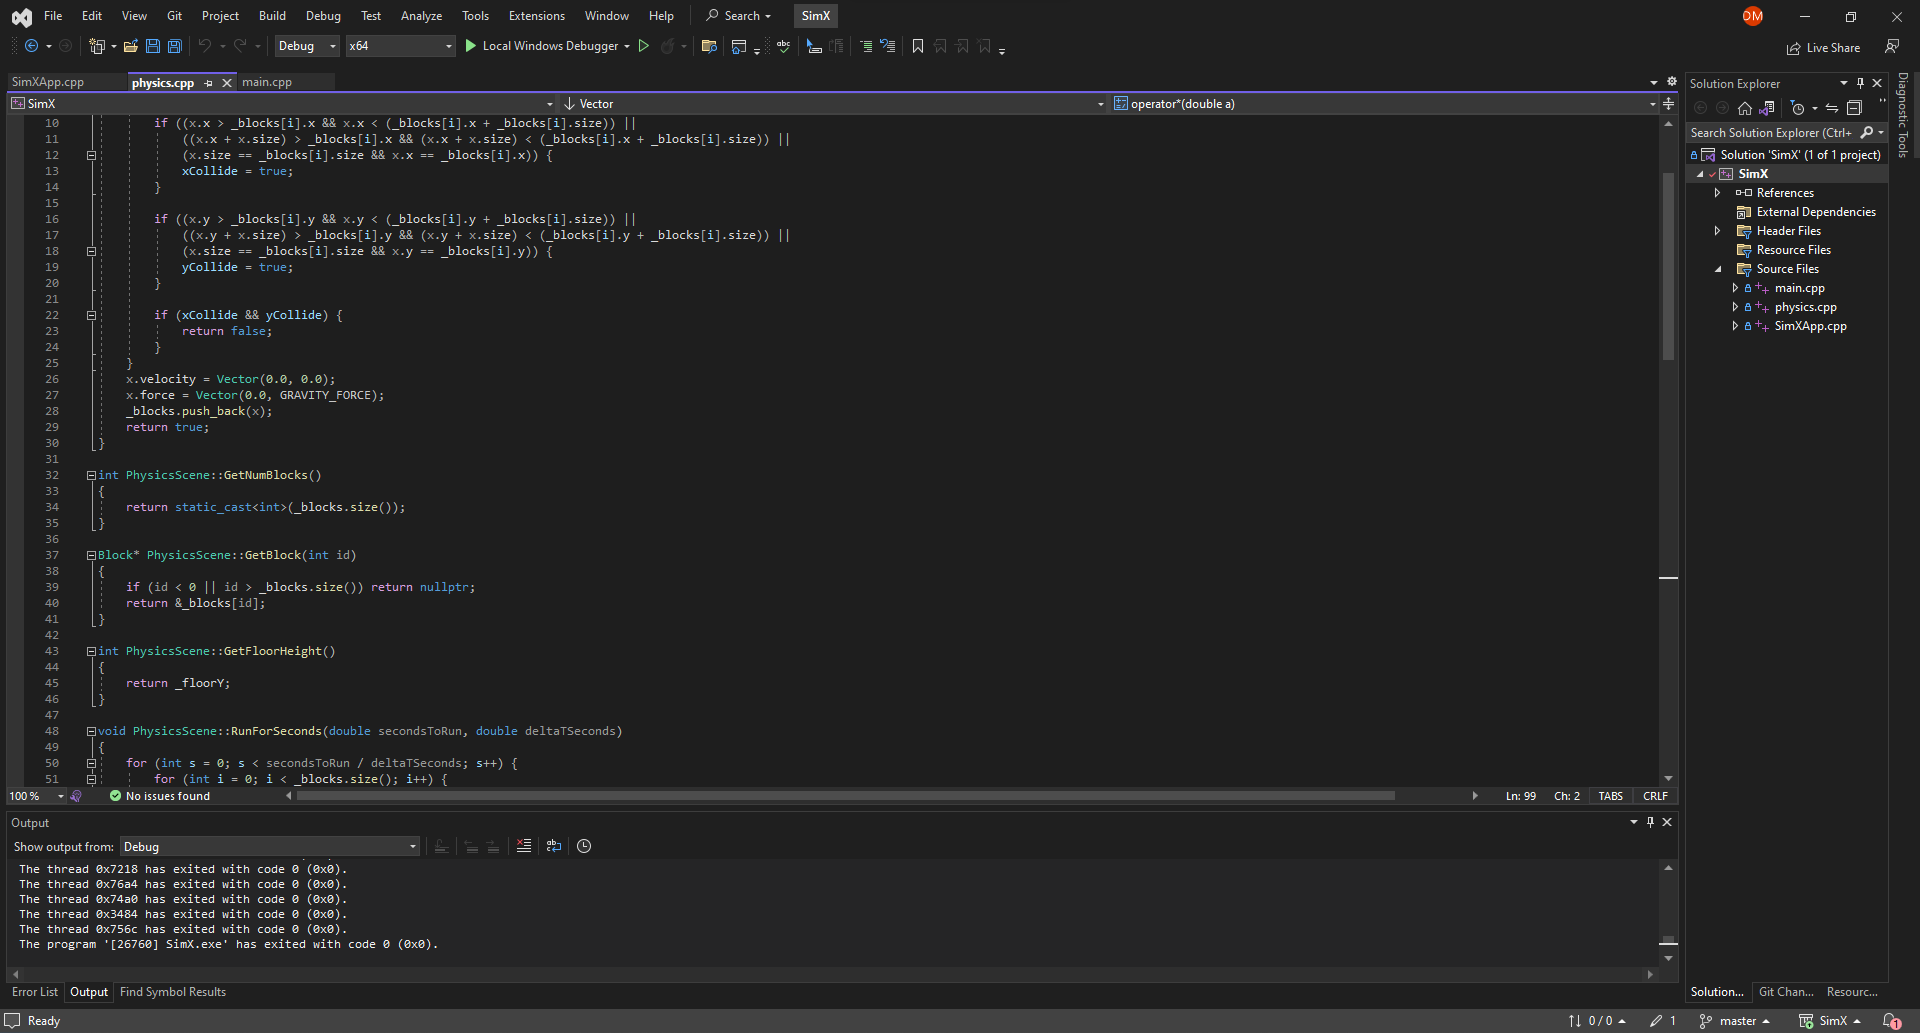 File Edit View Git Project Build Debug Test Analyze Tools Extensions Window Help Search SimX DM
Debug x64 Local Windows Debugger abc Live Share
SimXApp.cpp physics.cpp main.cpp
SimX Vector operator*(double a)
10 if ((x.x > _blocks[i].x && x.x < (_blocks[i].x + _blocks[i].size)) ||
11 ((x.x + x.size) > _blocks[i].x && (x.x + x.size) < (_blocks[i].x + _blocks[i].size)) ||
12 (x.size == _blocks[i].size && x.x == _blocks[i].x)) {
13 xCollide = true;
14 }
15
16 if ((x.y > _blocks[i].y && x.y < (_blocks[i].y + _blocks[i].size)) ||
17 ((x.y + x.size) > _blocks[i].y && (x.y + x.size) < (_blocks[i].y + _blocks[i].size)) ||
18 (x.size == _blocks[i].size && x.y == _blocks[i].y)) {
19 yCollide = true;
20 }
21
22 if (xCollide && yCollide) {
23 return false;
24 }
25 }
26 x.velocity = Vector(0.0, 0.0);
27 x.force = Vector(0.0, GRAVITY_FORCE);
28 _blocks.push_back(x);
29 return true;
30 }
31
32 int PhysicsScene::GetNumBlocks()
33 {
34 return static_cast<int>(_blocks.size());
35 }
36
37 Block* PhysicsScene::GetBlock(int id)
38 {
39 if (id < 0 || id > _blocks.size()) return nullptr;
40 return &_blocks[id];
41 }
42
43 int PhysicsScene::GetFloorHeight()
44 {
45 return _floorY;
46 }
47
48 void PhysicsScene::RunForSeconds(double secondsToRun, double deltaTSeconds)
49 {
50 for (int s = 0; s < secondsToRun / deltaTSeconds; s++) {
51 for (int i = 0; i < _blocks.size(); i++) {
100 % No issues found Ln: 99 Ch: 2 TABS CRLF
Output
Show output from: Debug
The thread 0x7218 has exited with code 0 (0x0).
The thread 0x76a4 has exited with code 0 (0x0).
The thread 0x74a0 has exited with code 0 (0x0).
The thread 0x3484 has exited with code 0 (0x0).
The thread 0x756c has exited with code 0 (0x0).
The program '[26760] SimX.exe' has exited with code 0 (0x0).
Error List Output Find Symbol Results
Solution Explorer
Search Solution Explorer (Ctrl+
Solution 'SimX' (1 of 1 project)
SimX
References
External Dependencies
Header Files
Resource Files
Source Files
main.cpp
physics.cpp
SimXApp.cpp
Solution... Git Chan... Resourc...
Diagnostic Tools
Ready 0 / 0 1 master SimX 1